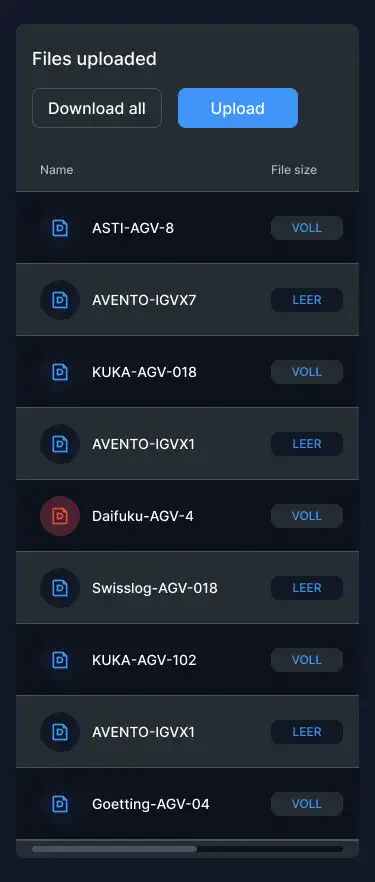 Files uploaded
Download all Upload
Name File size
ASTI-AGV-8 VOLL
AVENTO-IGVX7 LEER
KUKA-AGV-018 VOLL
AVENTO-IGVX1 LEER
Daifuku-AGV-4 VOLL
Swisslog-AGV-018 LEER
KUKA-AGV-102 VOLL
AVENTO-IGVX1 LEER
Goetting-AGV-04 VOLL